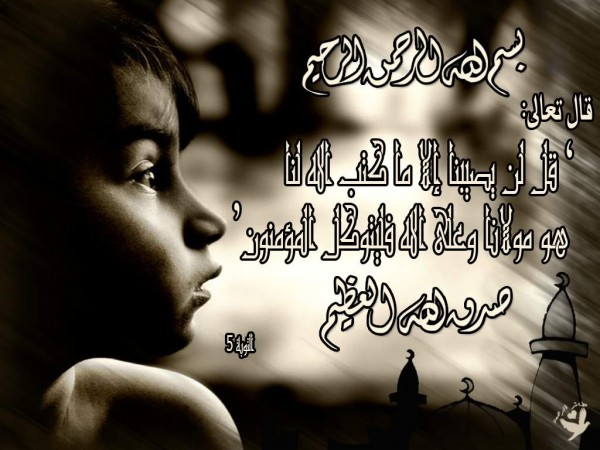 بسم الله الرحمن الرحيم
قال تعالى:
‘ قل لن يصيبنا إلا ما كتب الله لنا
هو مولانا وعلى الله فليتوكل المؤمنون’
صدق الله العظيم
التوبة 5